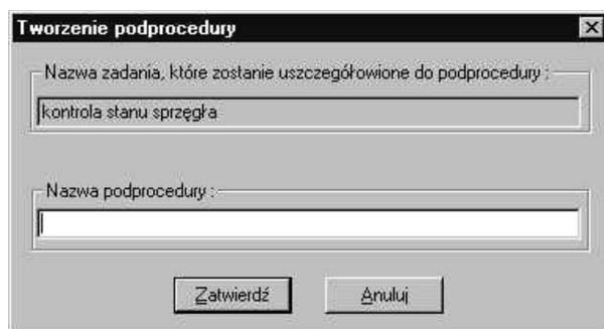 Tworzenie podprocedury
Nazwa zadania, które zostanie uszczegółowione do podprocedury :
kontrola stanu sprzęgła
Nazwa podprocedury :
Zatwierdź
Anuluj